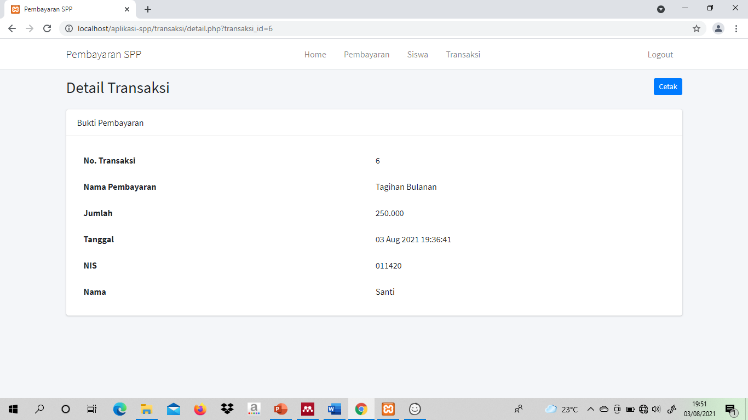 Pembayaran SPP
localhost/aplikasi-spp/transaksi/detail.php?transaksi_id=6
Pembayaran SPP Home Pembayaran Siswa Transaksi Logout
Detail Transaksi Cetak
Bukti Pembayaran
No. Transaksi 6
Nama Pembayaran Tagihan Bulanan
Jumlah 250.000
Tanggal 03 Aug 2021 19:36:41
NIS 011420
Nama Santi
23°C 19:51
03/08/2021